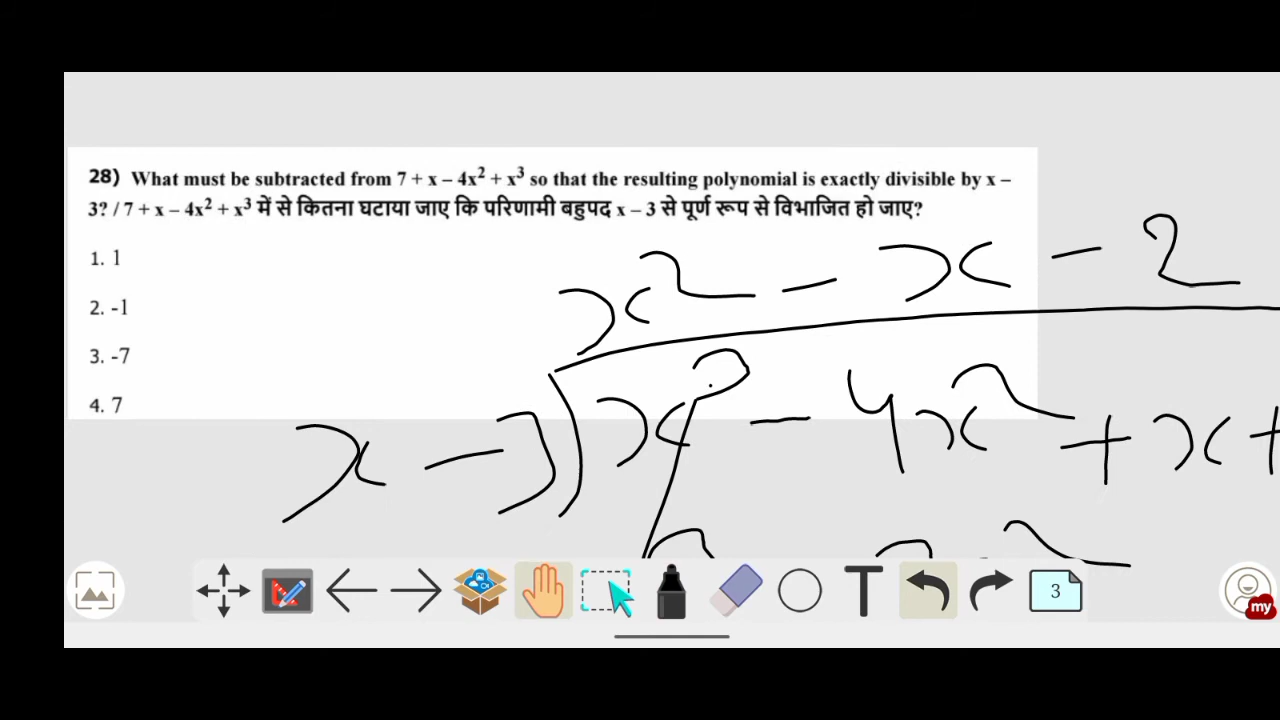 28) What must be subtracted from 7 + x – 4x² + x³ so that the resulting polynomial is exactly divisible by x –
3? / 7 + x – 4x² + x³ में से कितना घटाया जाए कि परिणामी बहुपद x – 3 से पूर्ण रूप से विभाजित हो जाए?
1. 1
2. -1
3. -7
4. 7
x² - x - 2
x - 3 ) x³ - 4x² + x +
T
3
my